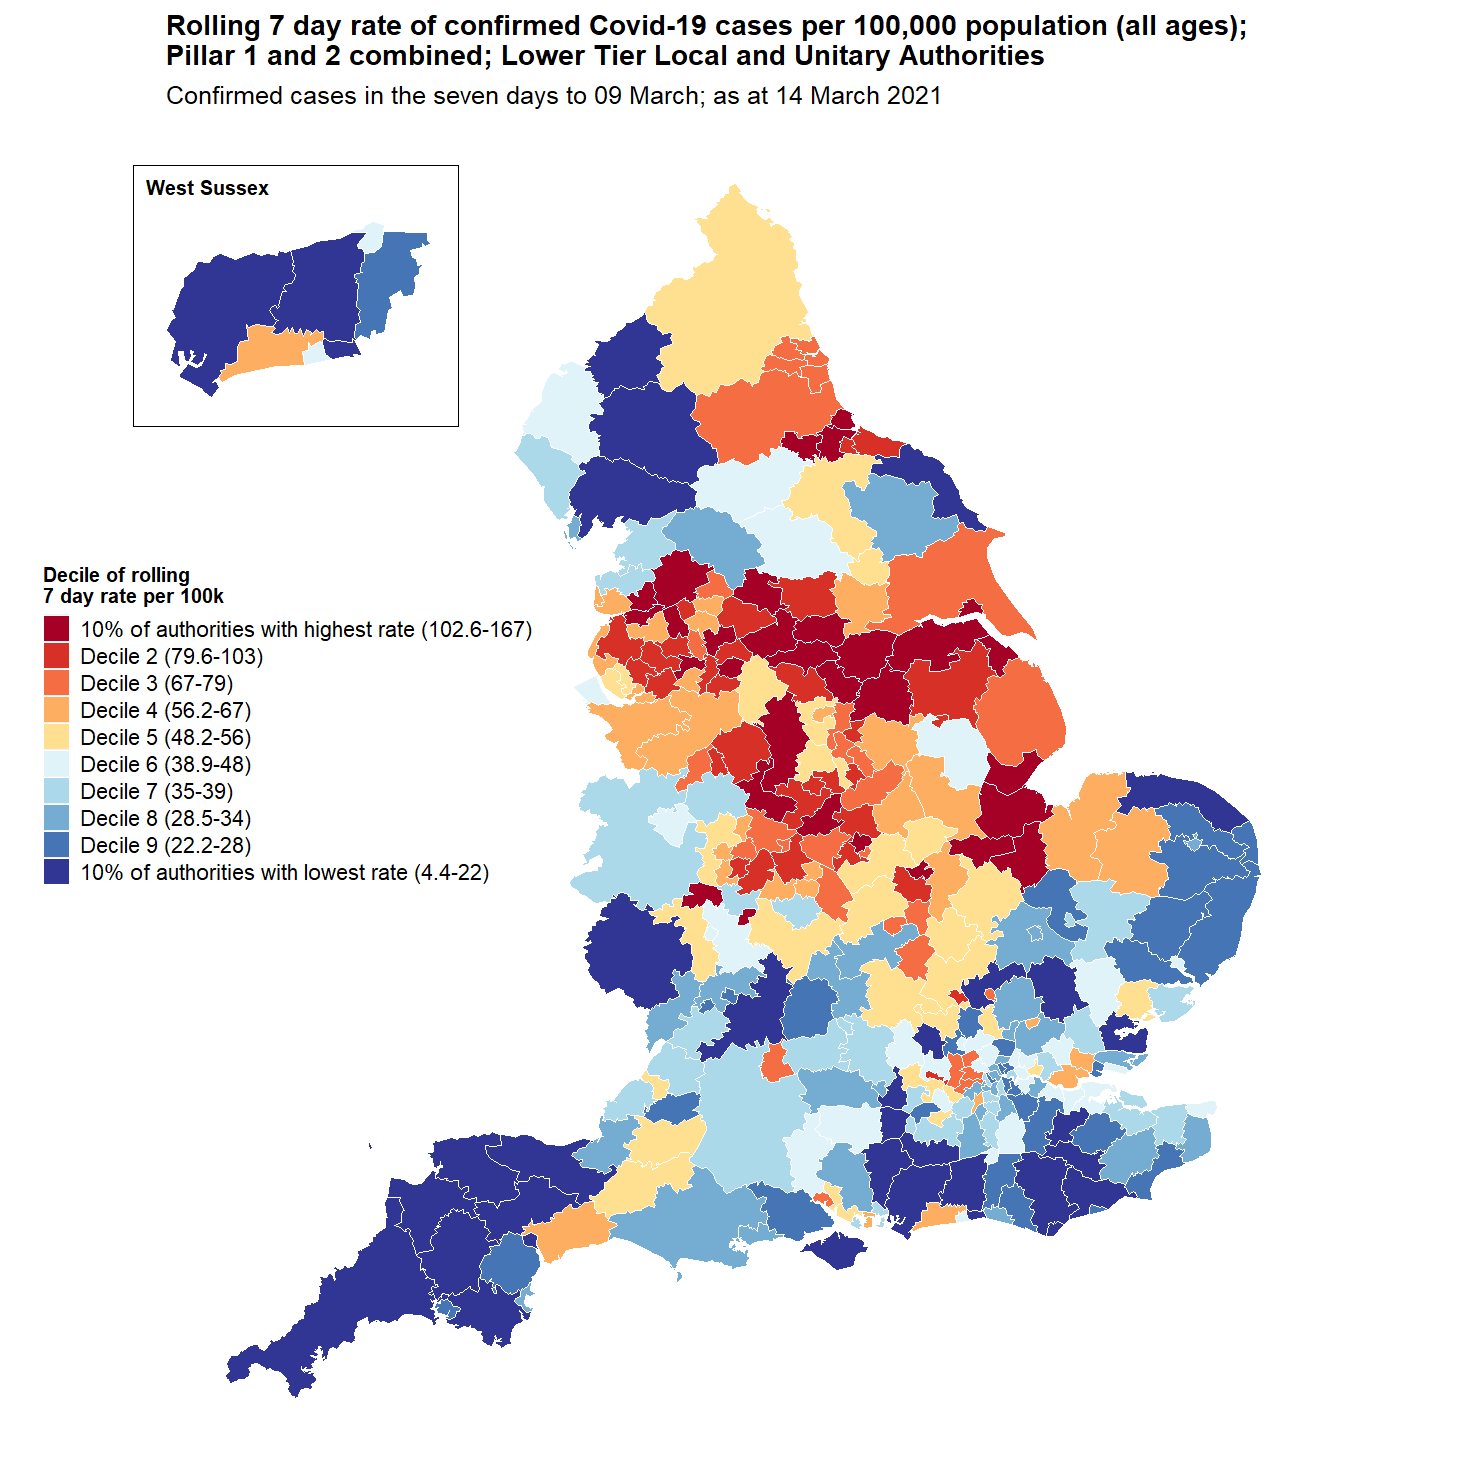 Rolling 7 day rate of confirmed Covid-19 cases per 100,000 population (all ages);
Pillar 1 and 2 combined; Lower Tier Local and Unitary Authorities
Confirmed cases in the seven days to 09 March; as at 14 March 2021
West Sussex
Decile of rolling
7 day rate per 100k
10% of authorities with highest rate (102.6-167)
Decile 2 (79.6-103)
Decile 3 (67-79)
Decile 4 (56.2-67)
Decile 5 (48.2-56)
Decile 6 (38.9-48)
Decile 7 (35-39)
Decile 8 (28.5-34)
Decile 9 (22.2-28)
10% of authorities with lowest rate (4.4-22)